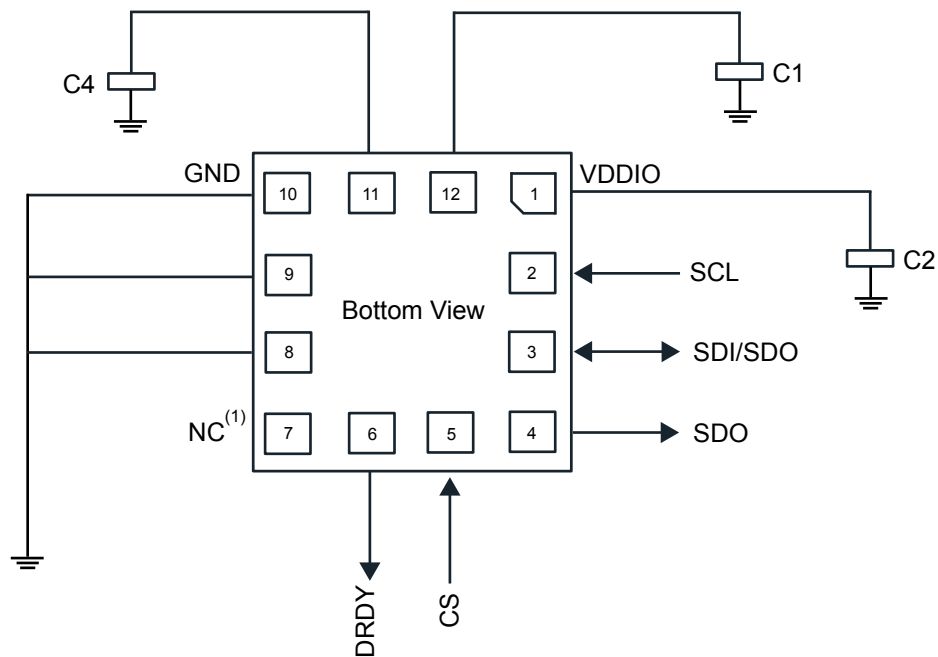 C4
C1
GND
VDDIO
10
11
12
1
C2
9
2
SCL
Bottom View
8
3
SDI/SDO
NC(1)
7
6
5
4
SDO
DRDY
CS